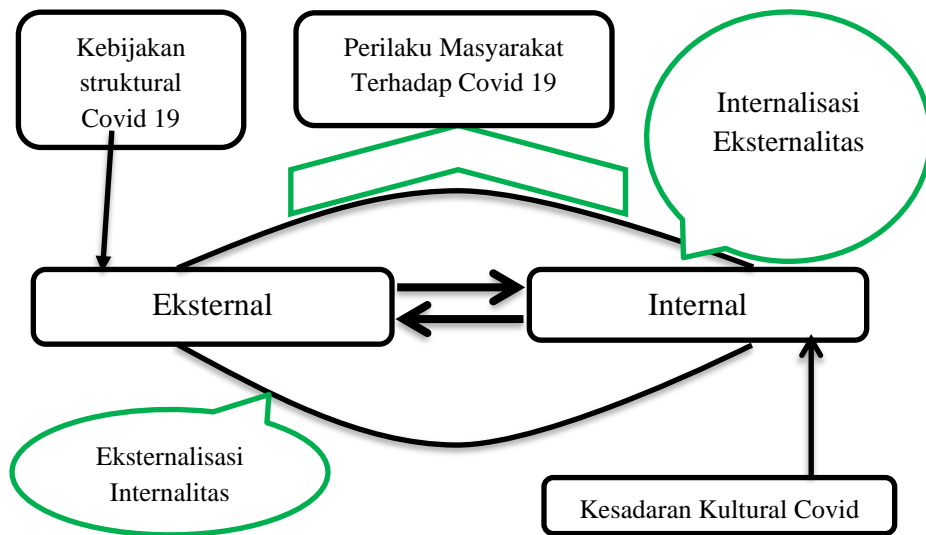 Kebijakan
struktural
Covid 19
Perilaku Masyarakat
Terhadap Covid 19
Internalisasi
Eksternalitas
Eksternal
Internal
Eksternalisasi
Internalitas
Kesadaran Kultural Covid